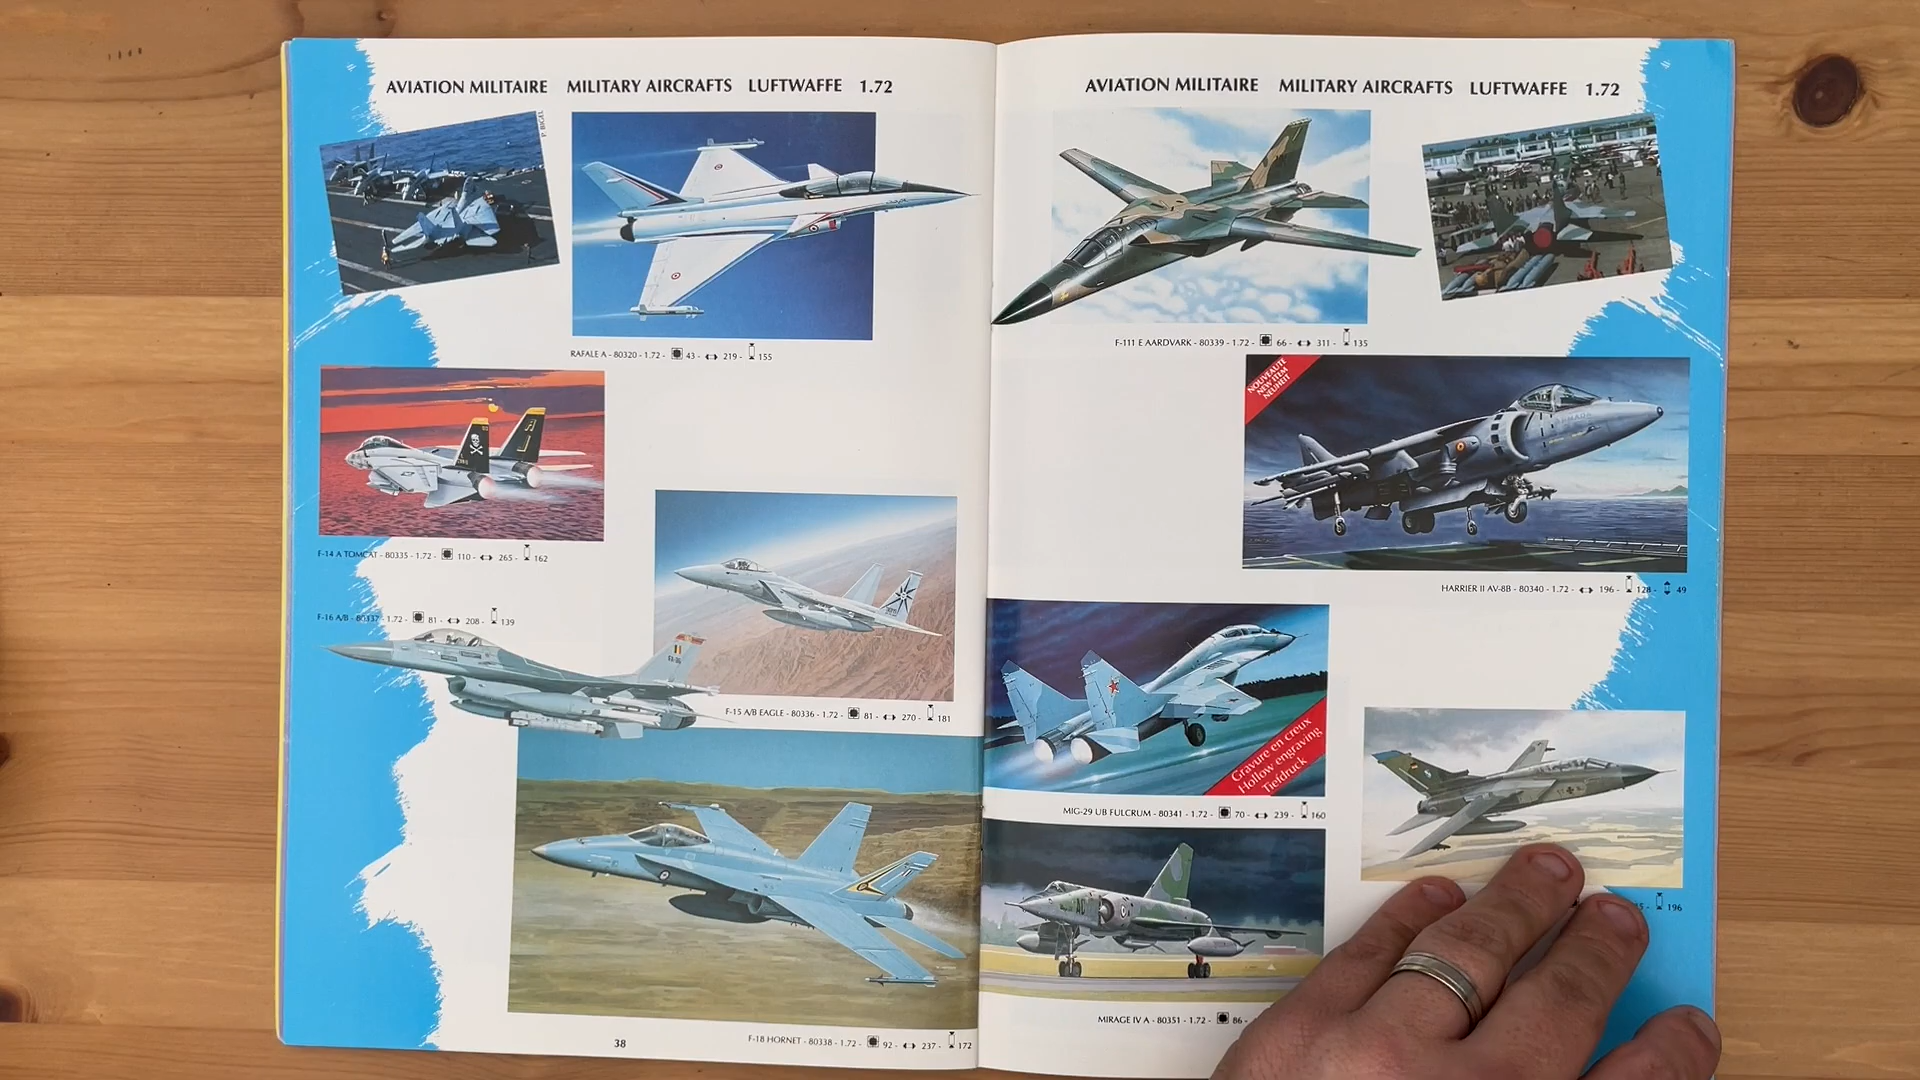 AVIATION MILITAIRE MILITARY AIRCRAFTS LUFTWAFFE 1.72
P. BIGEL
RAFALE A - 80320 - 1.72 - 43 - 219 - 155
F-14 A TOMCAT - 80335 - 1.72 - 110 - 265 - 162
F-16 A/B - 80337 - 1.72 - 81 - 208 - 139
F-15 A/B EAGLE - 80336 - 1.72 - 81 - 270 - 181
F-18 HORNET - 80338 - 1.72 - 92 - 237 - 172
38
AVIATION MILITAIRE MILITARY AIRCRAFTS LUFTWAFFE 1.72
F-111 E AARDVARK - 80339 - 1.72 - 66 - 311 - 135
NOUVEAUTE
NEW ITEM
NEUHEIT
HARRIER II AV-8B - 80340 - 1.72 - 196 - 128 - 49
Gravure en creux
Hollow engraving
Tiefdruck
MIG-29 UB FULCRUM - 80341 - 1.72 - 70 - 239 - 160
196
MIRAGE IV A - 80351 - 1.72 - 86 -